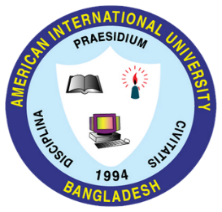 AMERICAN INTERNATIONAL UNIVERSITY
PRAESIDIUM
DISCIPLINA
CIVITATIS
1994
BANGLADESH